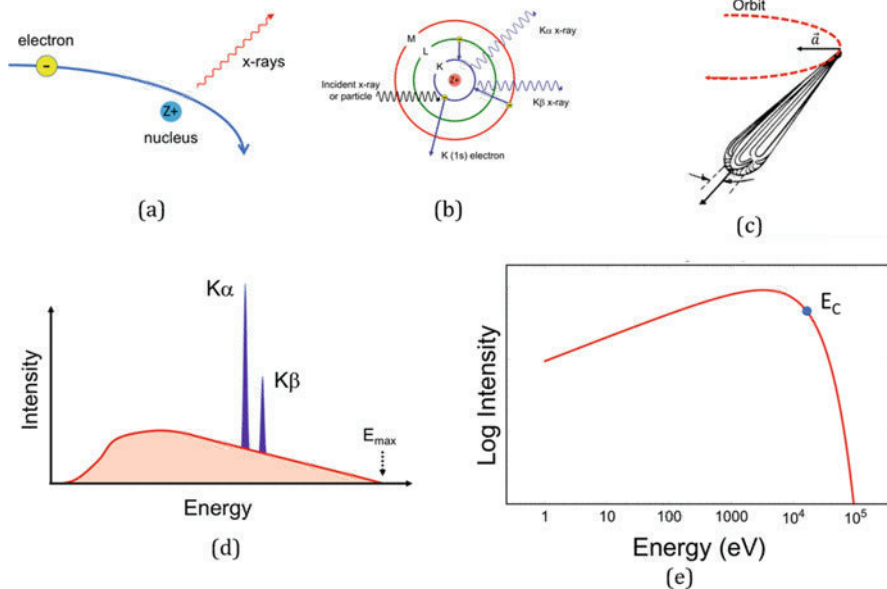 electron
-
x-rays
Z+
nucleus
(a)
M
L
K
Z+
Kα x-ray
Incident x-ray
or particle
Kβ x-ray
K (1s) electron
(b)
Orbit
a⃗
(c)
Intensity
Kα
Kβ
Emax
Energy
(d)
Log Intensity
EC
1
10
100
1000
10⁴
10⁵
Energy (eV)
(e)